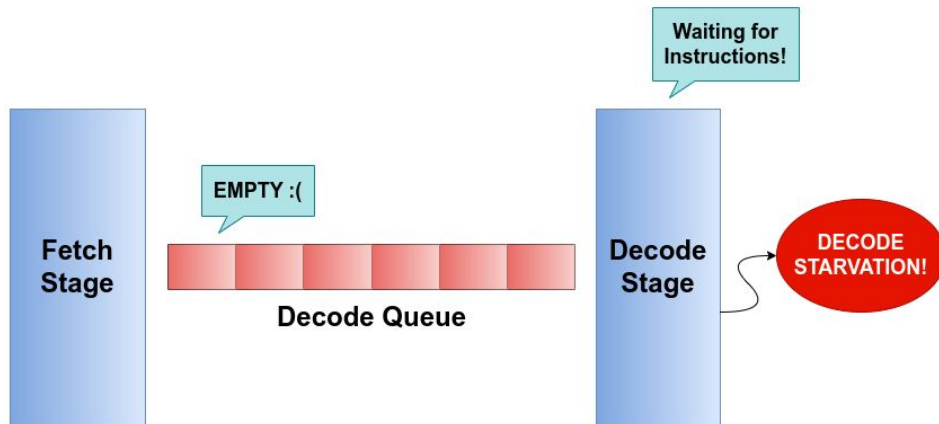 Waiting for
Instructions!
EMPTY :(
Fetch
Stage
Decode Queue
Decode
Stage
DECODE
STARVATION!